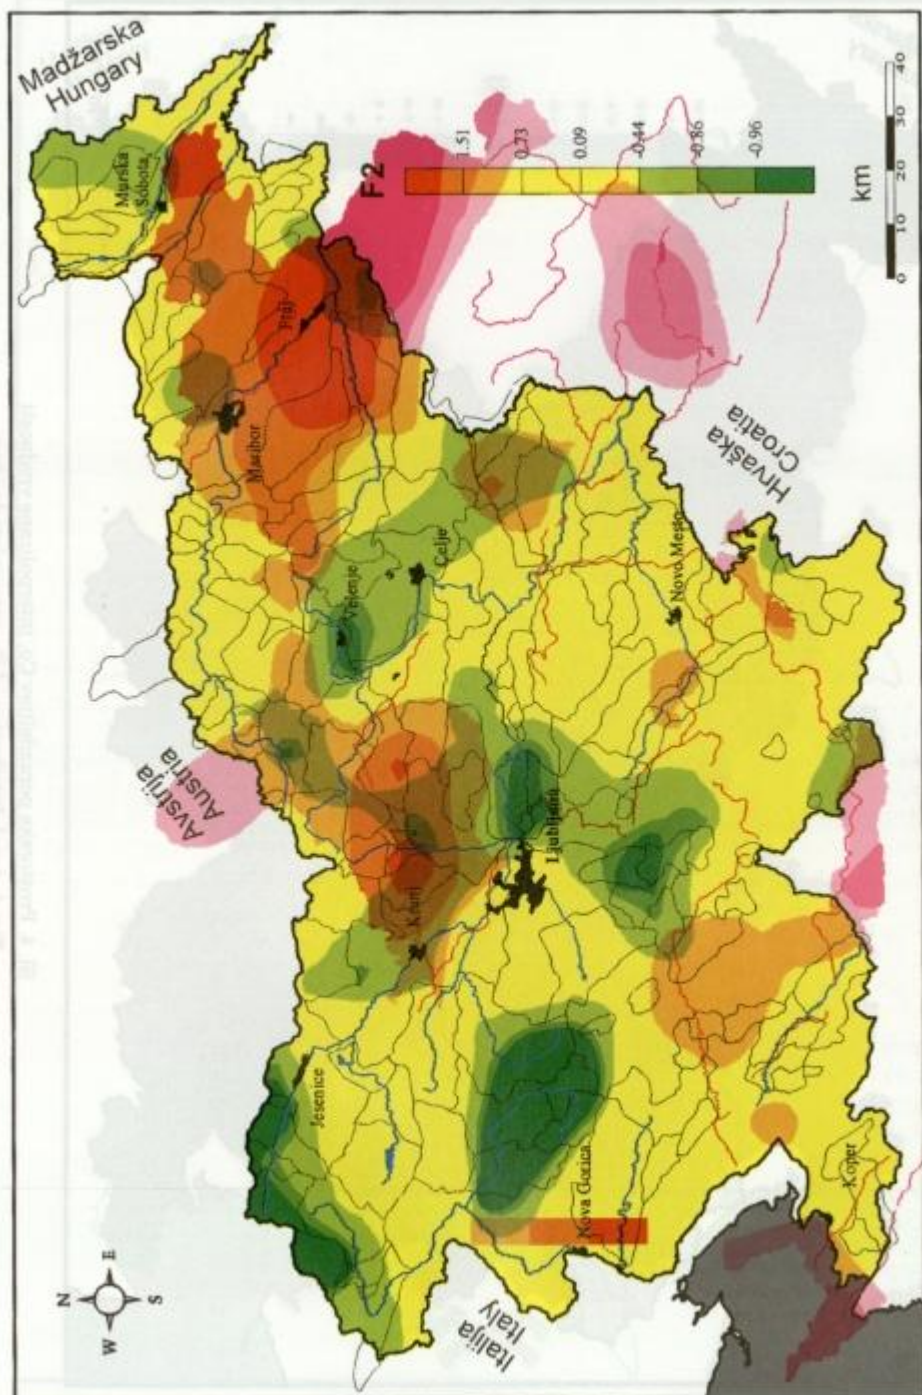 Madžarska
Hungary
Murska
Sobota
Ptuj
Maribor
F2
1.51
0.73
0.09
-0.44
-0.86
-0.96
km
0
10
20
30
40
Avstrija
Austria
Velenje
Celje
Hrvaška
Croatia
Novo Mesto
Kranj
Ljubljana
Jesenice
Nova Gorica
Koper
Italija
Italy
N
E
S
W